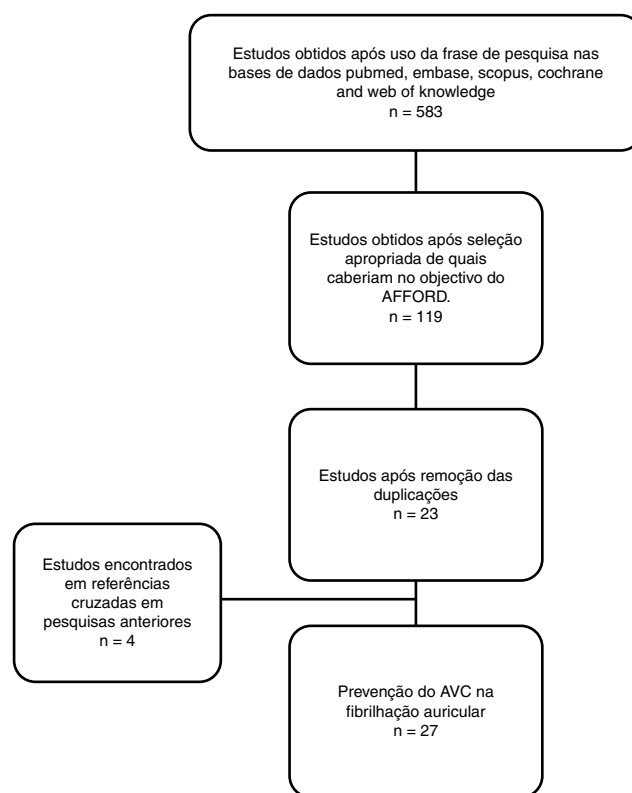 Estudos obtidos após uso da frase de pesquisa nas
bases de dados pubmed, embase, scopus, cochrane
and web of knowledge
n = 583
Estudos obtidos após seleção
apropriada de quais
caberiam no objectivo do
AFFORD.
n = 119
Estudos após remoção das
duplicações
n = 23
Estudos encontrados
em referências
cruzadas em
pesquisas anteriores
n = 4
Prevenção do AVC na
fibrilhação auricular
n = 27